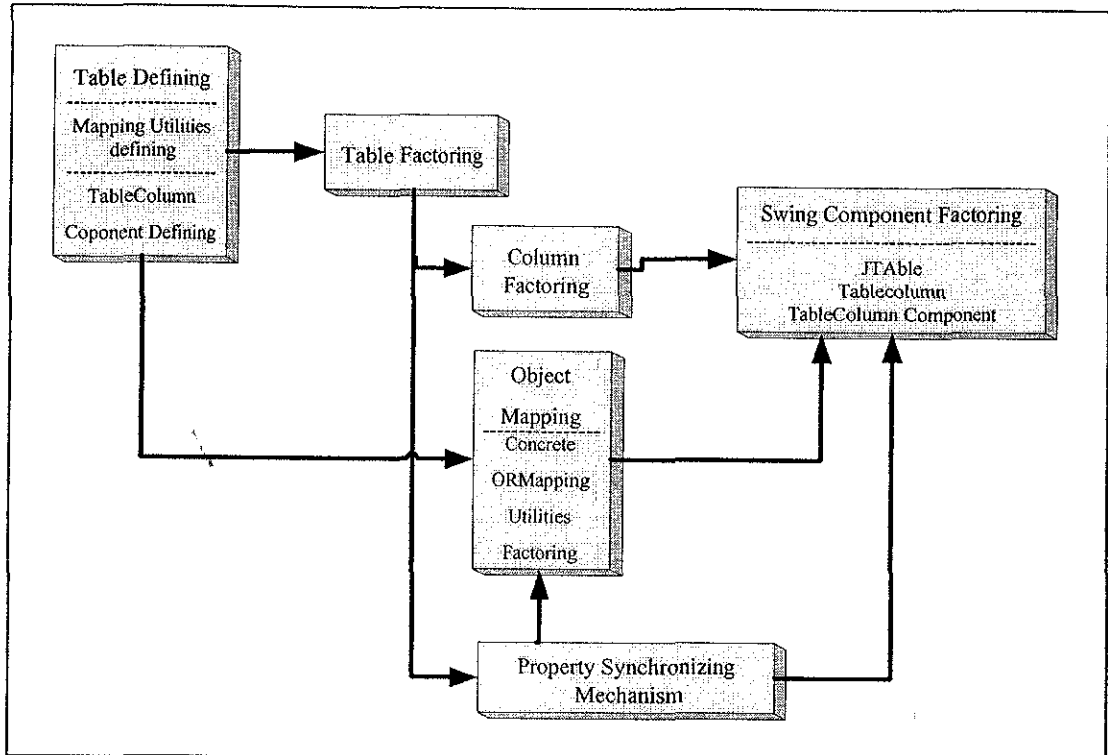 Table Defining
Mapping Utilities
defining
TableColumn
Coponent Defining
Table Factoring
Column
Factoring
Swing Component Factoring
JTAble
Tablecolumn
TableColumn Component
Object
Mapping
Concrete
ORMapping
Utilities
Factoring
Property Synchronizing
Mechanism